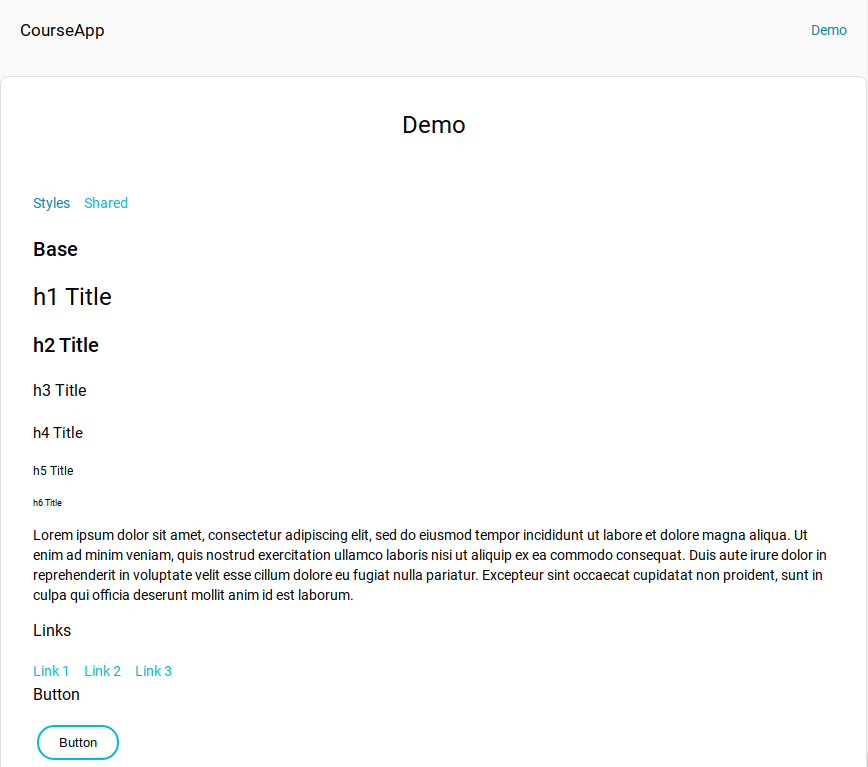 CourseApp Demo
Demo
Styles Shared
Base
h1 Title
h2 Title
h3 Title
h4 Title
h5 Title
h6 Title
Lorem ipsum dolor sit amet, consectetur adipiscing elit, sed do eiusmod tempor incididunt ut labore et dolore magna aliqua. Ut
enim ad minim veniam, quis nostrud exercitation ullamco laboris nisi ut aliquip ex ea commodo consequat. Duis aute irure dolor in
reprehenderit in voluptate velit esse cillum dolore eu fugiat nulla pariatur. Excepteur sint occaecat cupidatat non proident, sunt in
culpa qui officia deserunt mollit anim id est laborum.
Links
Link 1 Link 2 Link 3
Button
Button